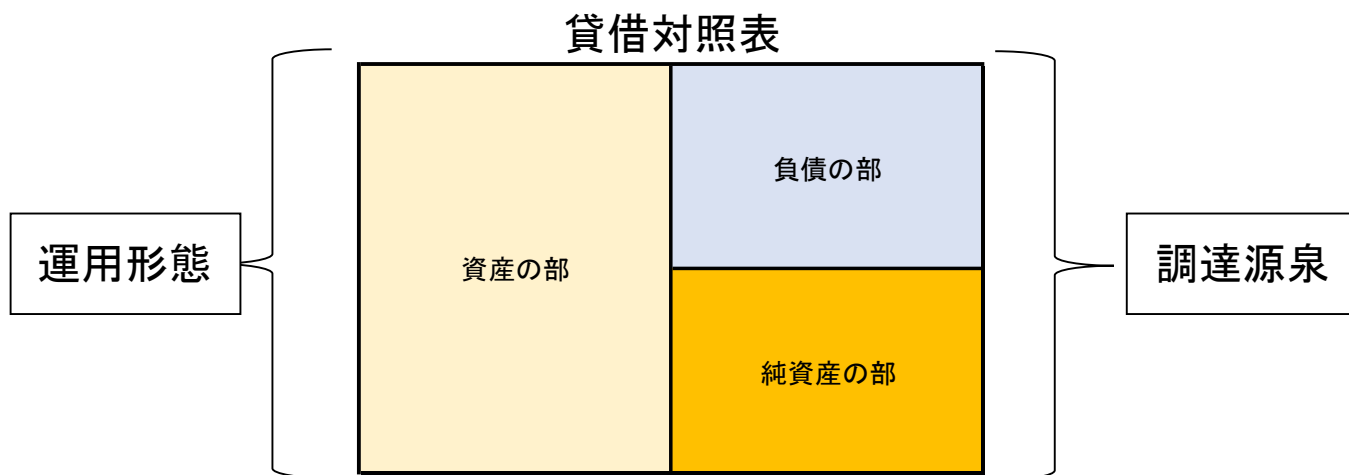 貸借対照表
運用形態
資産の部
負債の部
純資産の部
調達源泉